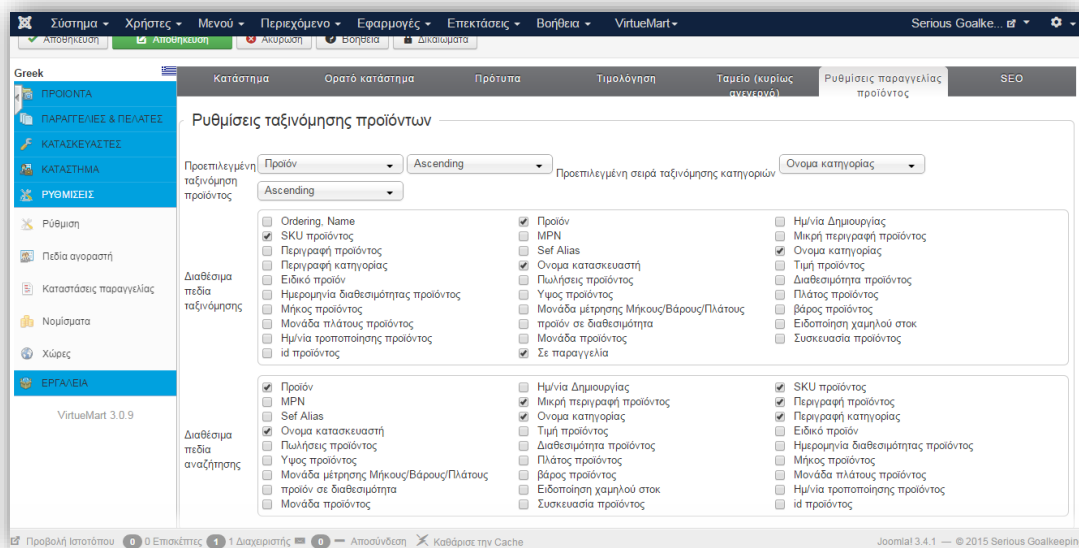 Σύστημα Χρήστες Μενού Περιεχόμενο Εφαρμογές Επεκτάσεις Βοήθεια VirtueMart Serious Goalke...
Αποθήκευση Αποθήκευση Ακύρωση Βοήθεια Δικαιώματα
Greek
Κατάστημα Ορατό κατάστημα Πρότυπα Τιμολόγηση Ταμείο (κυρίως ανενεργό) Ρυθμίσεις παραγγελίας προϊόντος SEO
ΠΡΟΙΟΝΤΑ
ΠΑΡΑΓΓΕΛΙΕΣ & ΠΕΛΑΤΕΣ
ΚΑΤΑΣΚΕΥΑΣΤΕΣ
ΚΑΤΑΣΤΗΜΑ
ΡΥΘΜΙΣΕΙΣ
Ρύθμιση
Πεδία αγοραστή
Καταστάσεις παραγγελίας
Νομίσματα
Χώρες
ΕΡΓΑΛΕΙΑ
VirtueMart 3.0.9
Ρυθμίσεις ταξινόμησης προϊόντων
Προεπιλεγμένη ταξινόμηση προϊόντος Προϊόν Ascending Προεπιλεγμένη σειρά ταξινόμησης κατηγοριών Ονομα κατηγορίας
Ascending
Διαθέσιμα πεδία ταξινόμησης
Ordering, Name Προϊόν Ημ/νία Δημιουργίας
SKU προϊόντος MPN Μικρή περιγραφή προϊόντος
Περιγραφή προϊόντος Sef Alias Ονομα κατηγορίας
Περιγραφή κατηγορίας Ονομα κατασκευαστή Τιμή προϊόντος
Ειδικό προϊόν Πωλήσεις προϊόντος Διαθεσιμότητα προϊόντος
Ημερομηνία διαθεσιμότητας προϊόντος Υψος προϊόντος Πλάτος προϊόντος
Μήκος προϊόντος Μονάδα μέτρησης Μήκους/Βάρους/Πλάτους βάρος προϊόντος
Μονάδα πλάτους προϊόντος προϊόν σε διαθεσιμότητα Ειδοποίηση χαμηλού στοκ
Ημ/νία τροποποίησης προϊόντος Μονάδα προϊόντος Συσκευασία προϊόντος
id προϊόντος Σε παραγγελία
Διαθέσιμα πεδία αναζήτησης
Προϊόν Ημ/νία Δημιουργίας SKU προϊόντος
MPN Μικρή περιγραφή προϊόντος Περιγραφή προϊόντος
Sef Alias Ονομα κατηγορίας Περιγραφή κατηγορίας
Ονομα κατασκευαστή Τιμή προϊόντος Ειδικό προϊόν
Πωλήσεις προϊόντος Διαθεσιμότητα προϊόντος Ημερομηνία διαθεσιμότητας προϊόντος
Υψος προϊόντος Πλάτος προϊόντος Μήκος προϊόντος
Μονάδα μέτρησης Μήκους/Βάρους/Πλάτους βάρος προϊόντος Μονάδα πλάτους προϊόντος
προϊόν σε διαθεσιμότητα Ειδοποίηση χαμηλού στοκ Ημ/νία τροποποίησης προϊόντος
Μονάδα προϊόντος Συσκευασία προϊόντος id προϊόντος
Προβολή Ιστοτόπου 0 0 Επισκέπτες 1 1 Διαχειριστής 0 Αποσύνδεση Καθάρισε την Cache Joomla! 3.4.1 — © 2015 Serious Goalkeepin